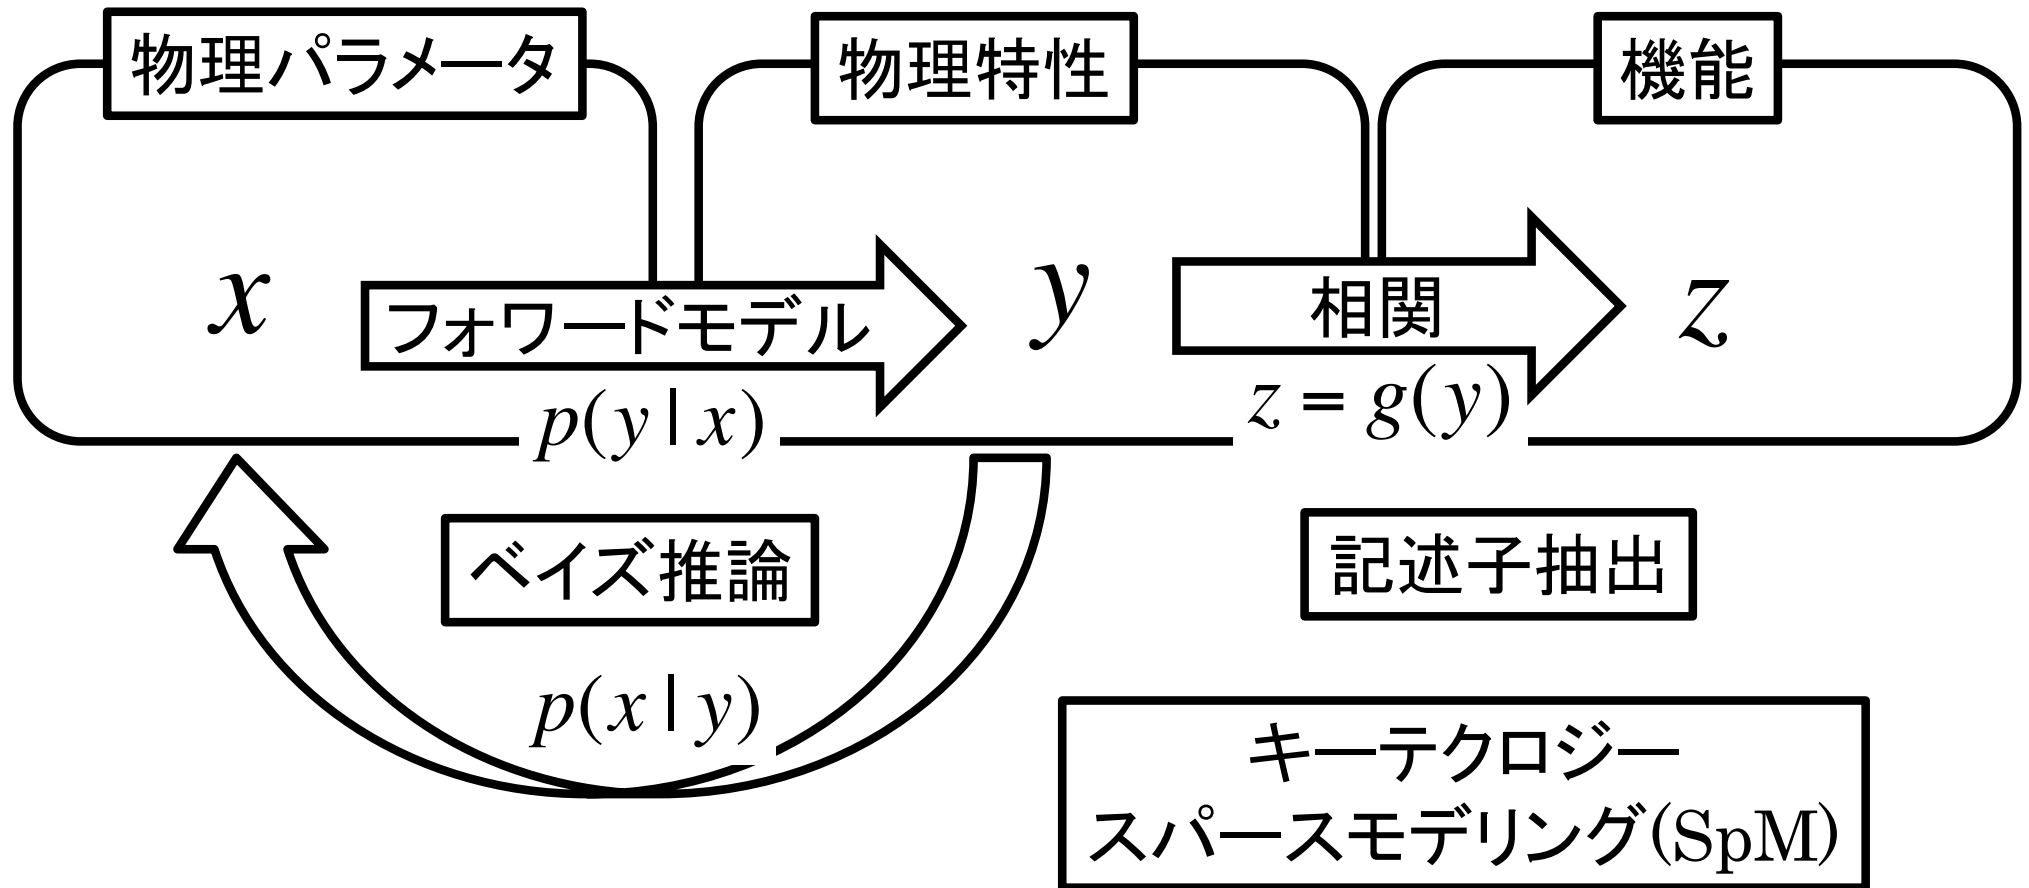 物理パラメータ
物理特性
機能
x
フォワードモデル
y
相関
z
p(y | x)
z = g(y)
ベイズ推論
記述子抽出
p(x | y)
キーテクロジー
スパースモデリング(SpM)